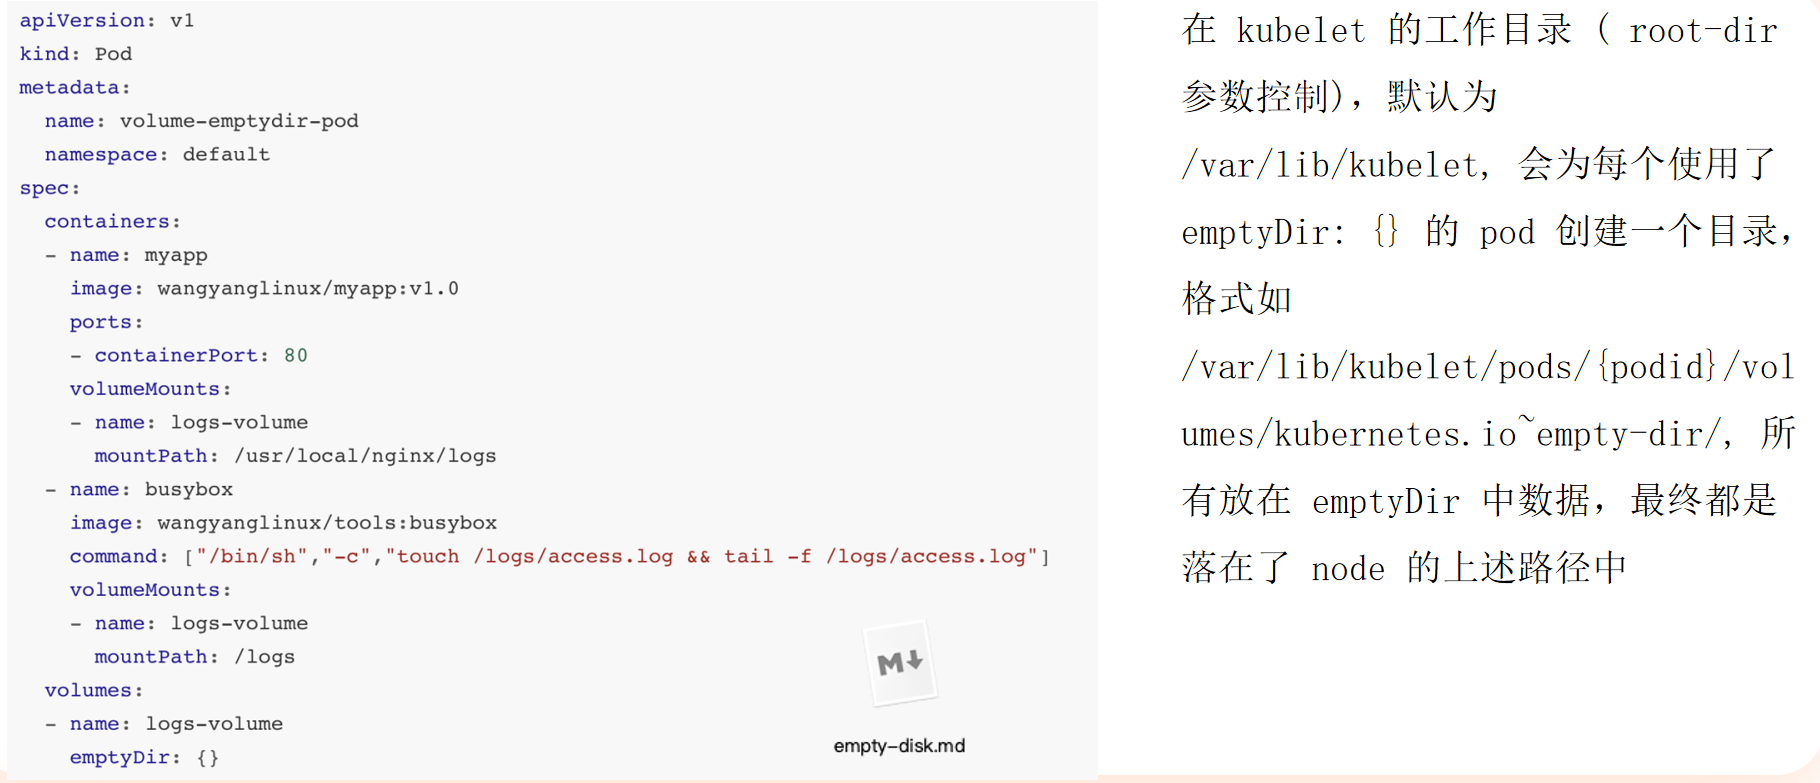 apiVersion: v1
kind: Pod
metadata:
  name: volume-emptydir-pod
  namespace: default
spec:
  containers:
  - name: myapp
    image: wangyanglinux/myapp:v1.0
    ports:
    - containerPort: 80
    volumeMounts:
    - name: logs-volume
      mountPath: /usr/local/nginx/logs
  - name: busybox
    image: wangyanglinux/tools:busybox
    command: ["/bin/sh","-c","touch /logs/access.log && tail -f /logs/access.log"]
    volumeMounts:
    - name: logs-volume
      mountPath: /logs
  volumes:
  - name: logs-volume
    emptyDir: {}
M
empty-disk.md
在 kubelet 的工作目录 ( root-dir
参数控制)，默认为
/var/lib/kubelet, 会为每个使用了
emptyDir: {} 的 pod 创建一个目录，
格式如
/var/lib/kubelet/pods/{podid}/vol
umes/kubernetes.io~empty-dir/, 所
有放在 emptyDir 中数据，最终都是
落在了 node 的上述路径中